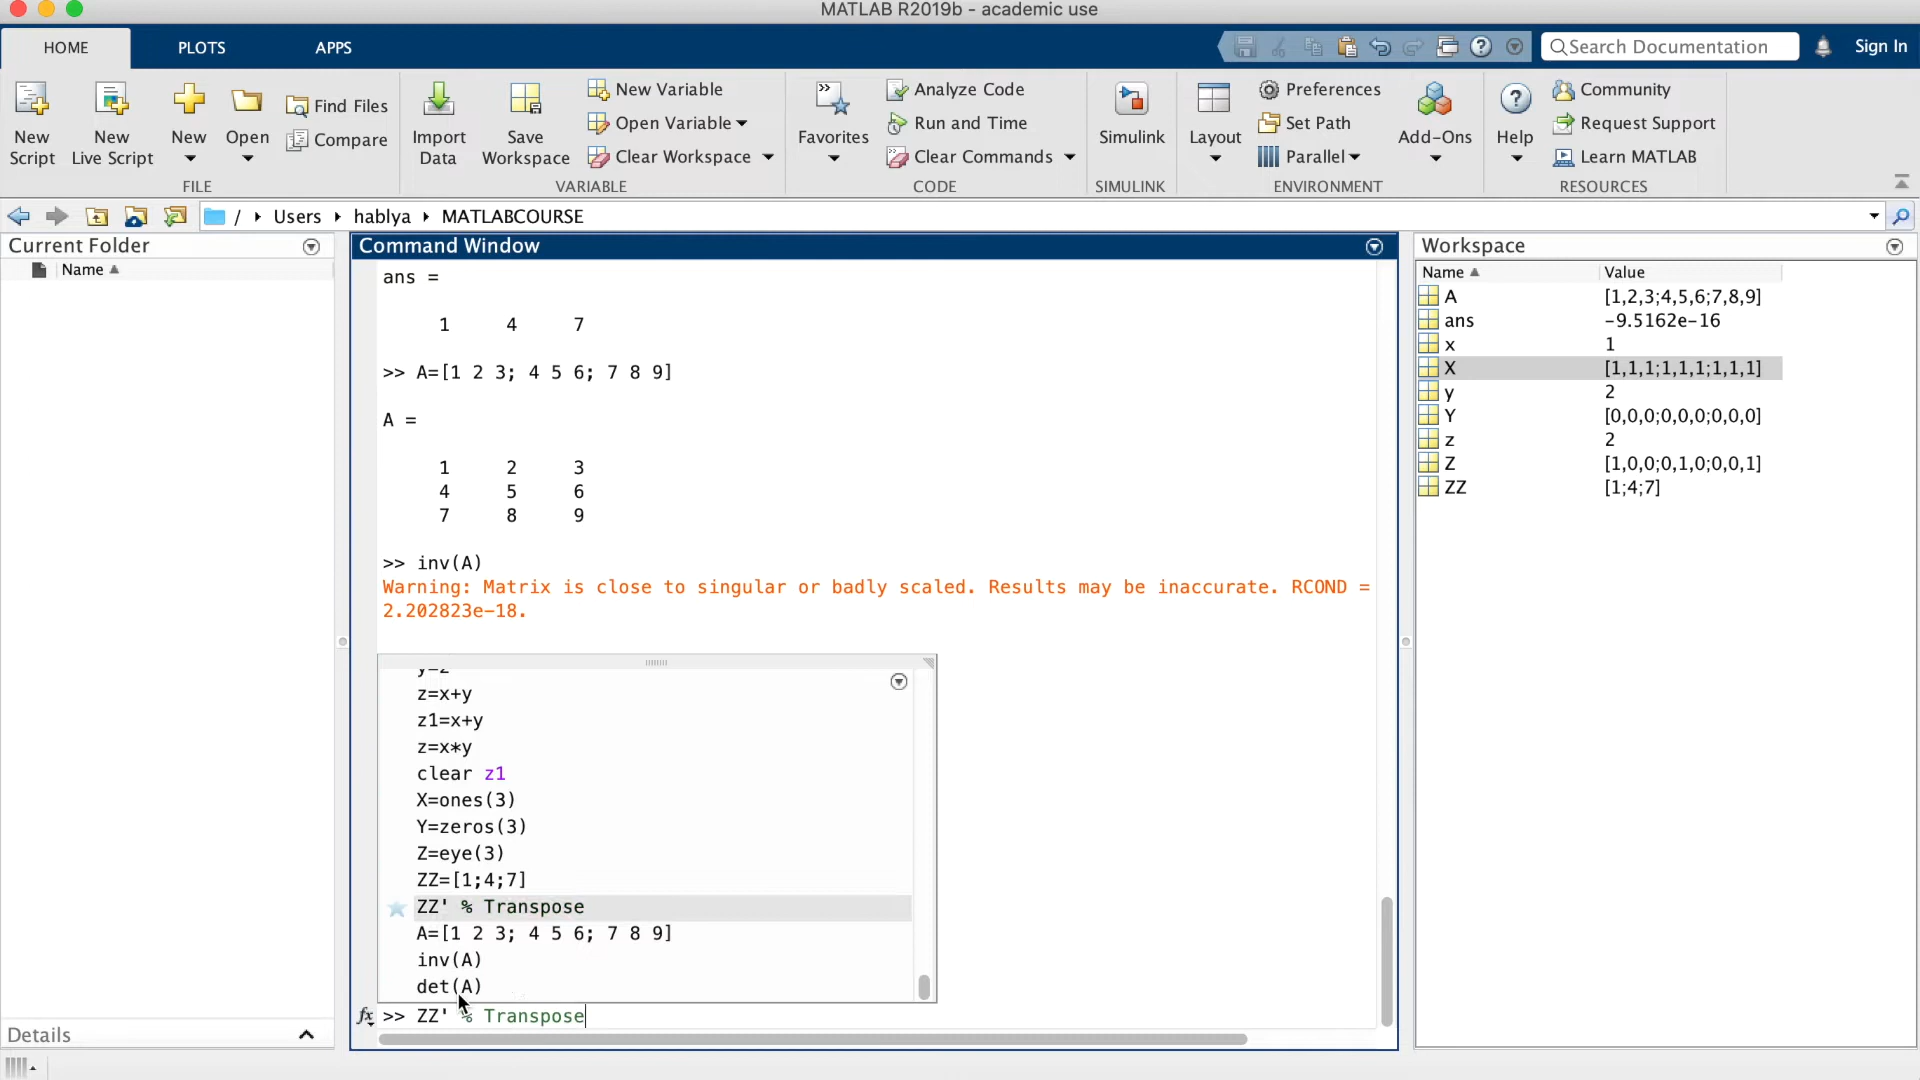 MATLAB R2019b - academic use
HOME PLOTS APPS
Search Documentation
Sign In
New Script
New Live Script
New
Open
Find Files
Compare
FILE
Import Data
Save Workspace
New Variable
Open Variable
Clear Workspace
VARIABLE
Favorites
Analyze Code
Run and Time
Clear Commands
CODE
Simulink
SIMULINK
Layout
Preferences
Set Path
Parallel
Add-Ons
ENVIRONMENT
Help
Community
Request Support
Learn MATLAB
RESOURCES
/ Users hablya MATLABCOURSE
Current Folder
Name
Details
Command Window
ans =
1 4 7
>> A=[1 2 3; 4 5 6; 7 8 9]
A =
1 2 3
4 5 6
7 8 9
>> inv(A)
Warning: Matrix is close to singular or badly scaled. Results may be inaccurate. RCOND =
2.202823e-18.
z=x+y
z1=x+y
z=x*y
clear z1
X=ones(3)
Y=zeros(3)
Z=eye(3)
ZZ=[1;4;7]
ZZ' % Transpose
A=[1 2 3; 4 5 6; 7 8 9]
inv(A)
det(A)
fx >> ZZ' % Transpose
Workspace
Name Value
A [1,2,3;4,5,6;7,8,9]
ans -9.5162e-16
x 1
X [1,1,1;1,1,1;1,1,1]
y 2
Y [0,0,0;0,0,0;0,0,0]
z 2
Z [1,0,0;0,1,0;0,0,1]
ZZ [1;4;7]